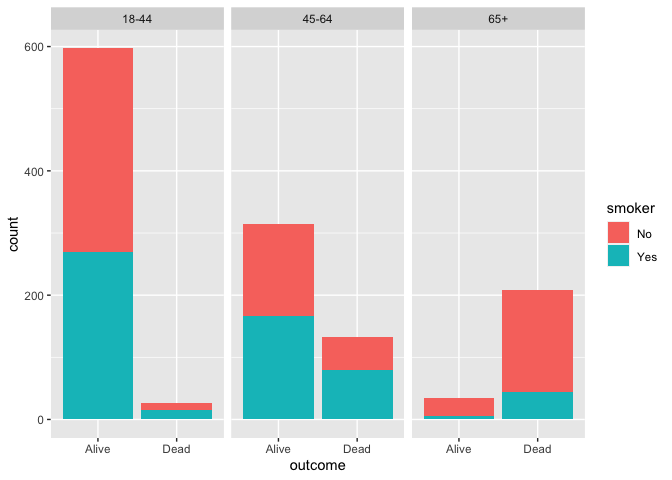 18-44 45-64 65+
600
400
200
0
count
Alive Dead Alive Dead Alive Dead
outcome
smoker
No
Yes